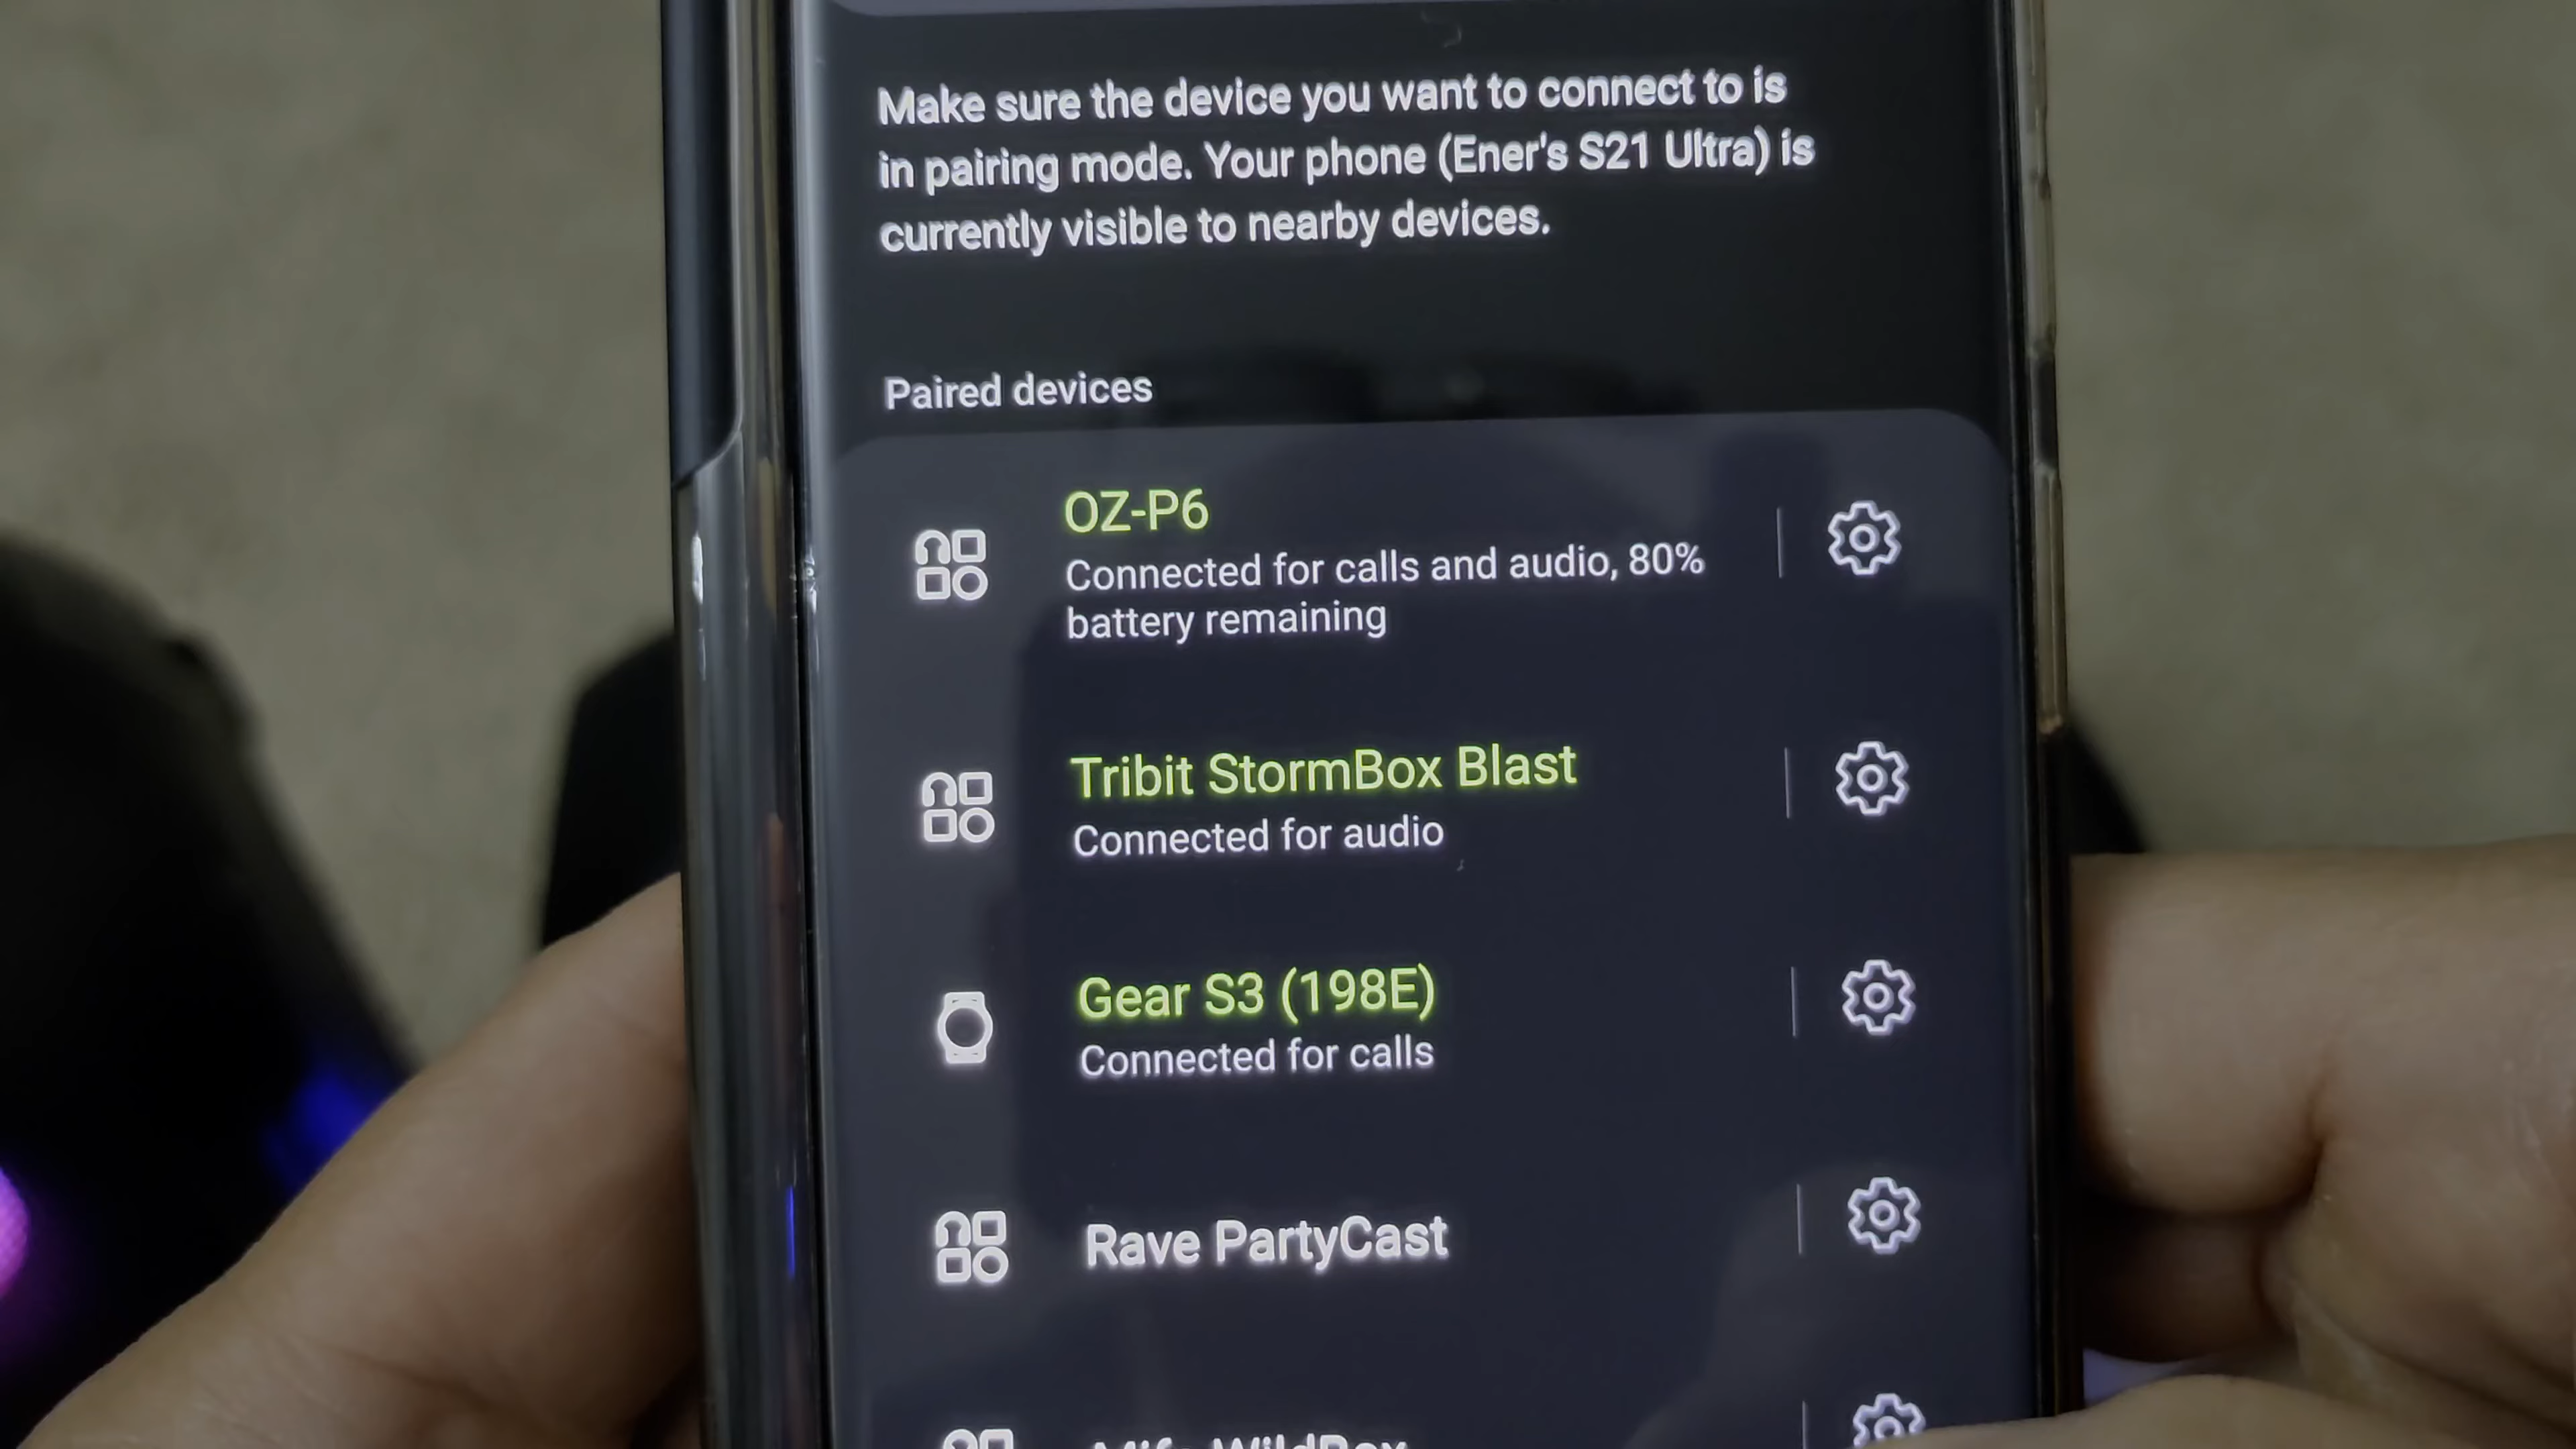 Make sure the device you want to connect to is
in pairing mode. Your phone (Ener's S21 Ultra) is
currently visible to nearby devices.
Paired devices
OZ-P6
Connected for calls and audio, 80%
battery remaining
Tribit StormBox Blast
Connected for audio
Gear S3 (198E)
Connected for calls
Rave PartyCast
WildBox